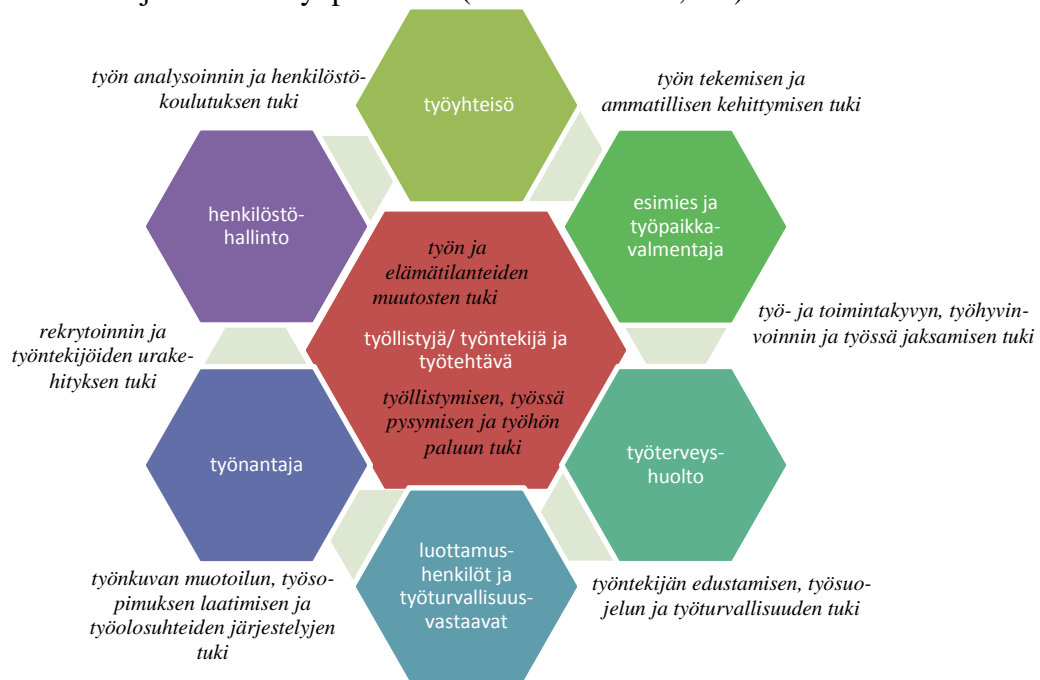 työn analysoinnin ja henkilöstö-
koulutuksen tuki
työyhteisö
työn tekemisen ja
ammatillisen kehittymisen tuki
henkilöstö-
hallinto
esimies ja
työpaikka-
valmentaja
työn ja
elämätilanteiden
muutosten tuki
rekrytoinnin ja
työntekijöiden urake-
hityksen tuki
työllistyjä/ työntekijä ja
työtehtävä
työ- ja toimintakyvyn, työhyvin-
voinnin ja työssä jaksamisen tuki
työllistymisen, työssä
pysymisen ja työhön
paluun tuki
työnantaja
työterveys-
huolto
luottamus-
henkilöt ja
työturvallisuus-
vastaavat
työnkuvan muotoilun, työso-
pimuksen laatimisen ja
työolosuhteiden järjestelyjen
tuki
työntekijän edustamisen, työsuo-
jelun ja työturvallisuuden tuki